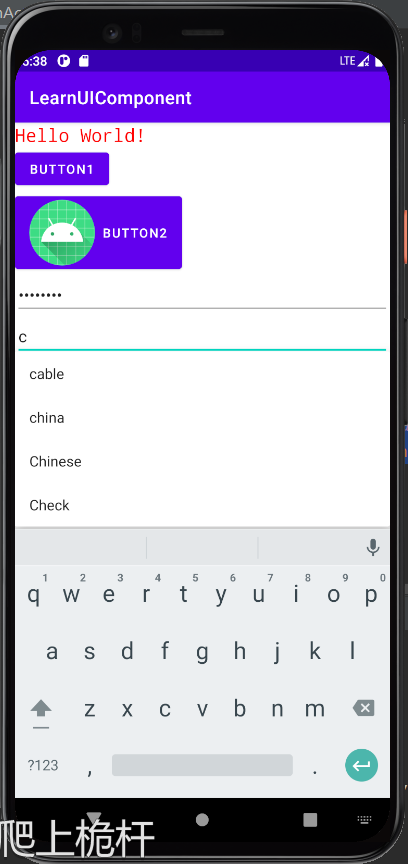 5:38
LTE
LearnUIComponent
Hello World!
BUTTON1
BUTTON2
••••••••
c
cable
china
Chinese
Check
1 2 3 4 5 6 7 8 9 0
q w e r t y u i o p
a s d f g h j k l
z x c v b n m
?123 , .
爬上桅杆